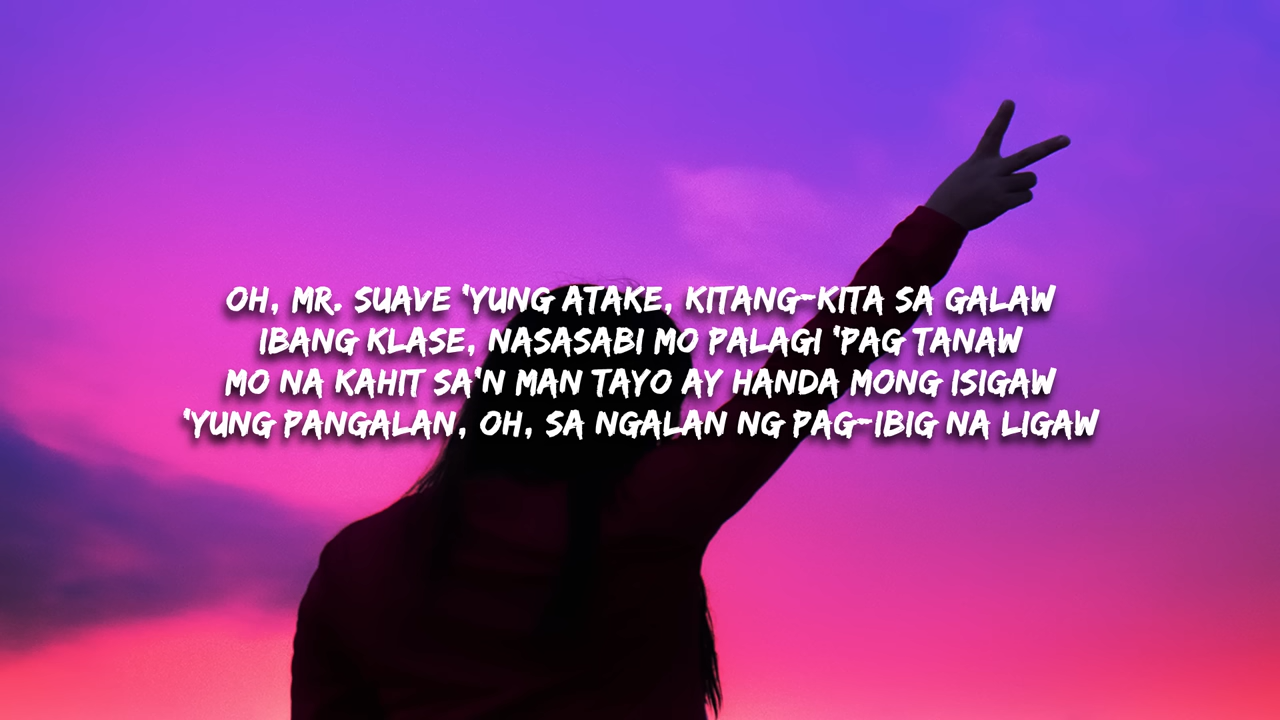 OH, MR. SUAVE 'YUNG ATAKE, KITANG-KITA SA GALAW
IBANG KLASE, NASASABI MO PALAGI 'PAG TANAW
MO NA KAHIT SA'N MAN TAYO AY HANDA MONG ISIGAW
'YUNG PANGALAN, OH, SA NGALAN NG PAG-IBIG NA LIGAW